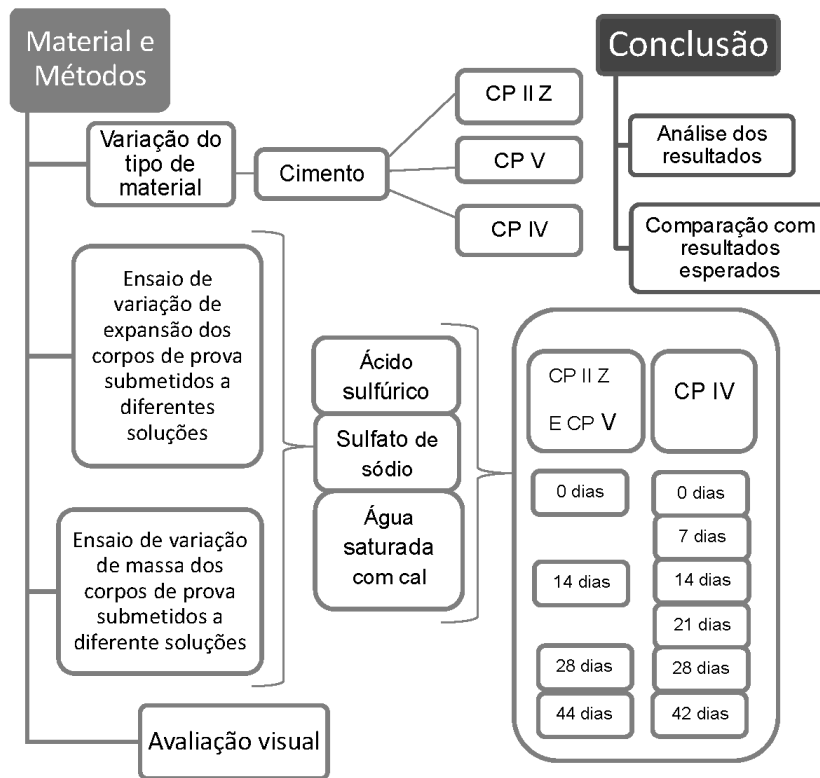 Material e
Métodos
Variação do
tipo de
material
Cimento
CP II Z
CP V
CP IV
Ensaio de
variação de
expansão dos
corpos de prova
submetidos a
diferentes
soluções
Ensaio de variação
de massa dos
corpos de prova
submetidos a
diferente soluções
Avaliação visual
Ácido
sulfúrico
Sulfato de
sódio
Água
saturada
com cal
CP II Z
E CP V
0 dias
14 dias
28 dias
44 dias
CP IV
0 dias
7 dias
14 dias
21 dias
28 dias
42 dias
Conclusão
Análise dos
resultados
Comparação com
resultados
esperados